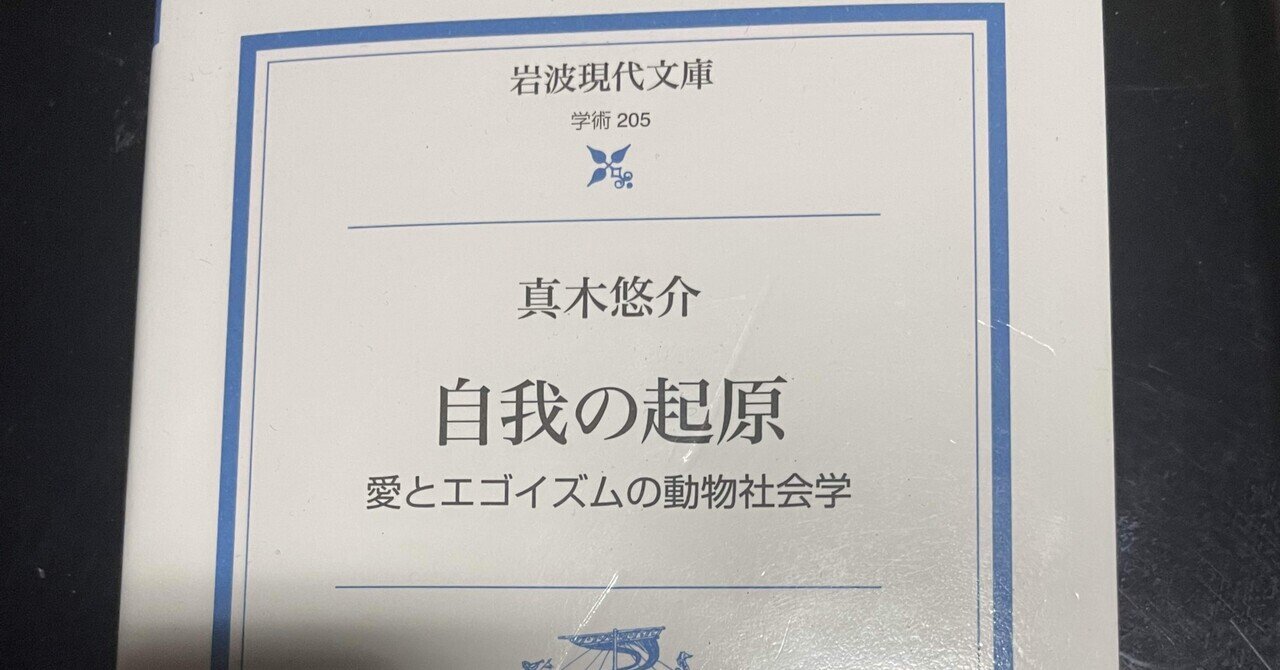 岩波現代文庫
学術 205
真木悠介
自我の起原
愛とエゴイズムの動物社会学